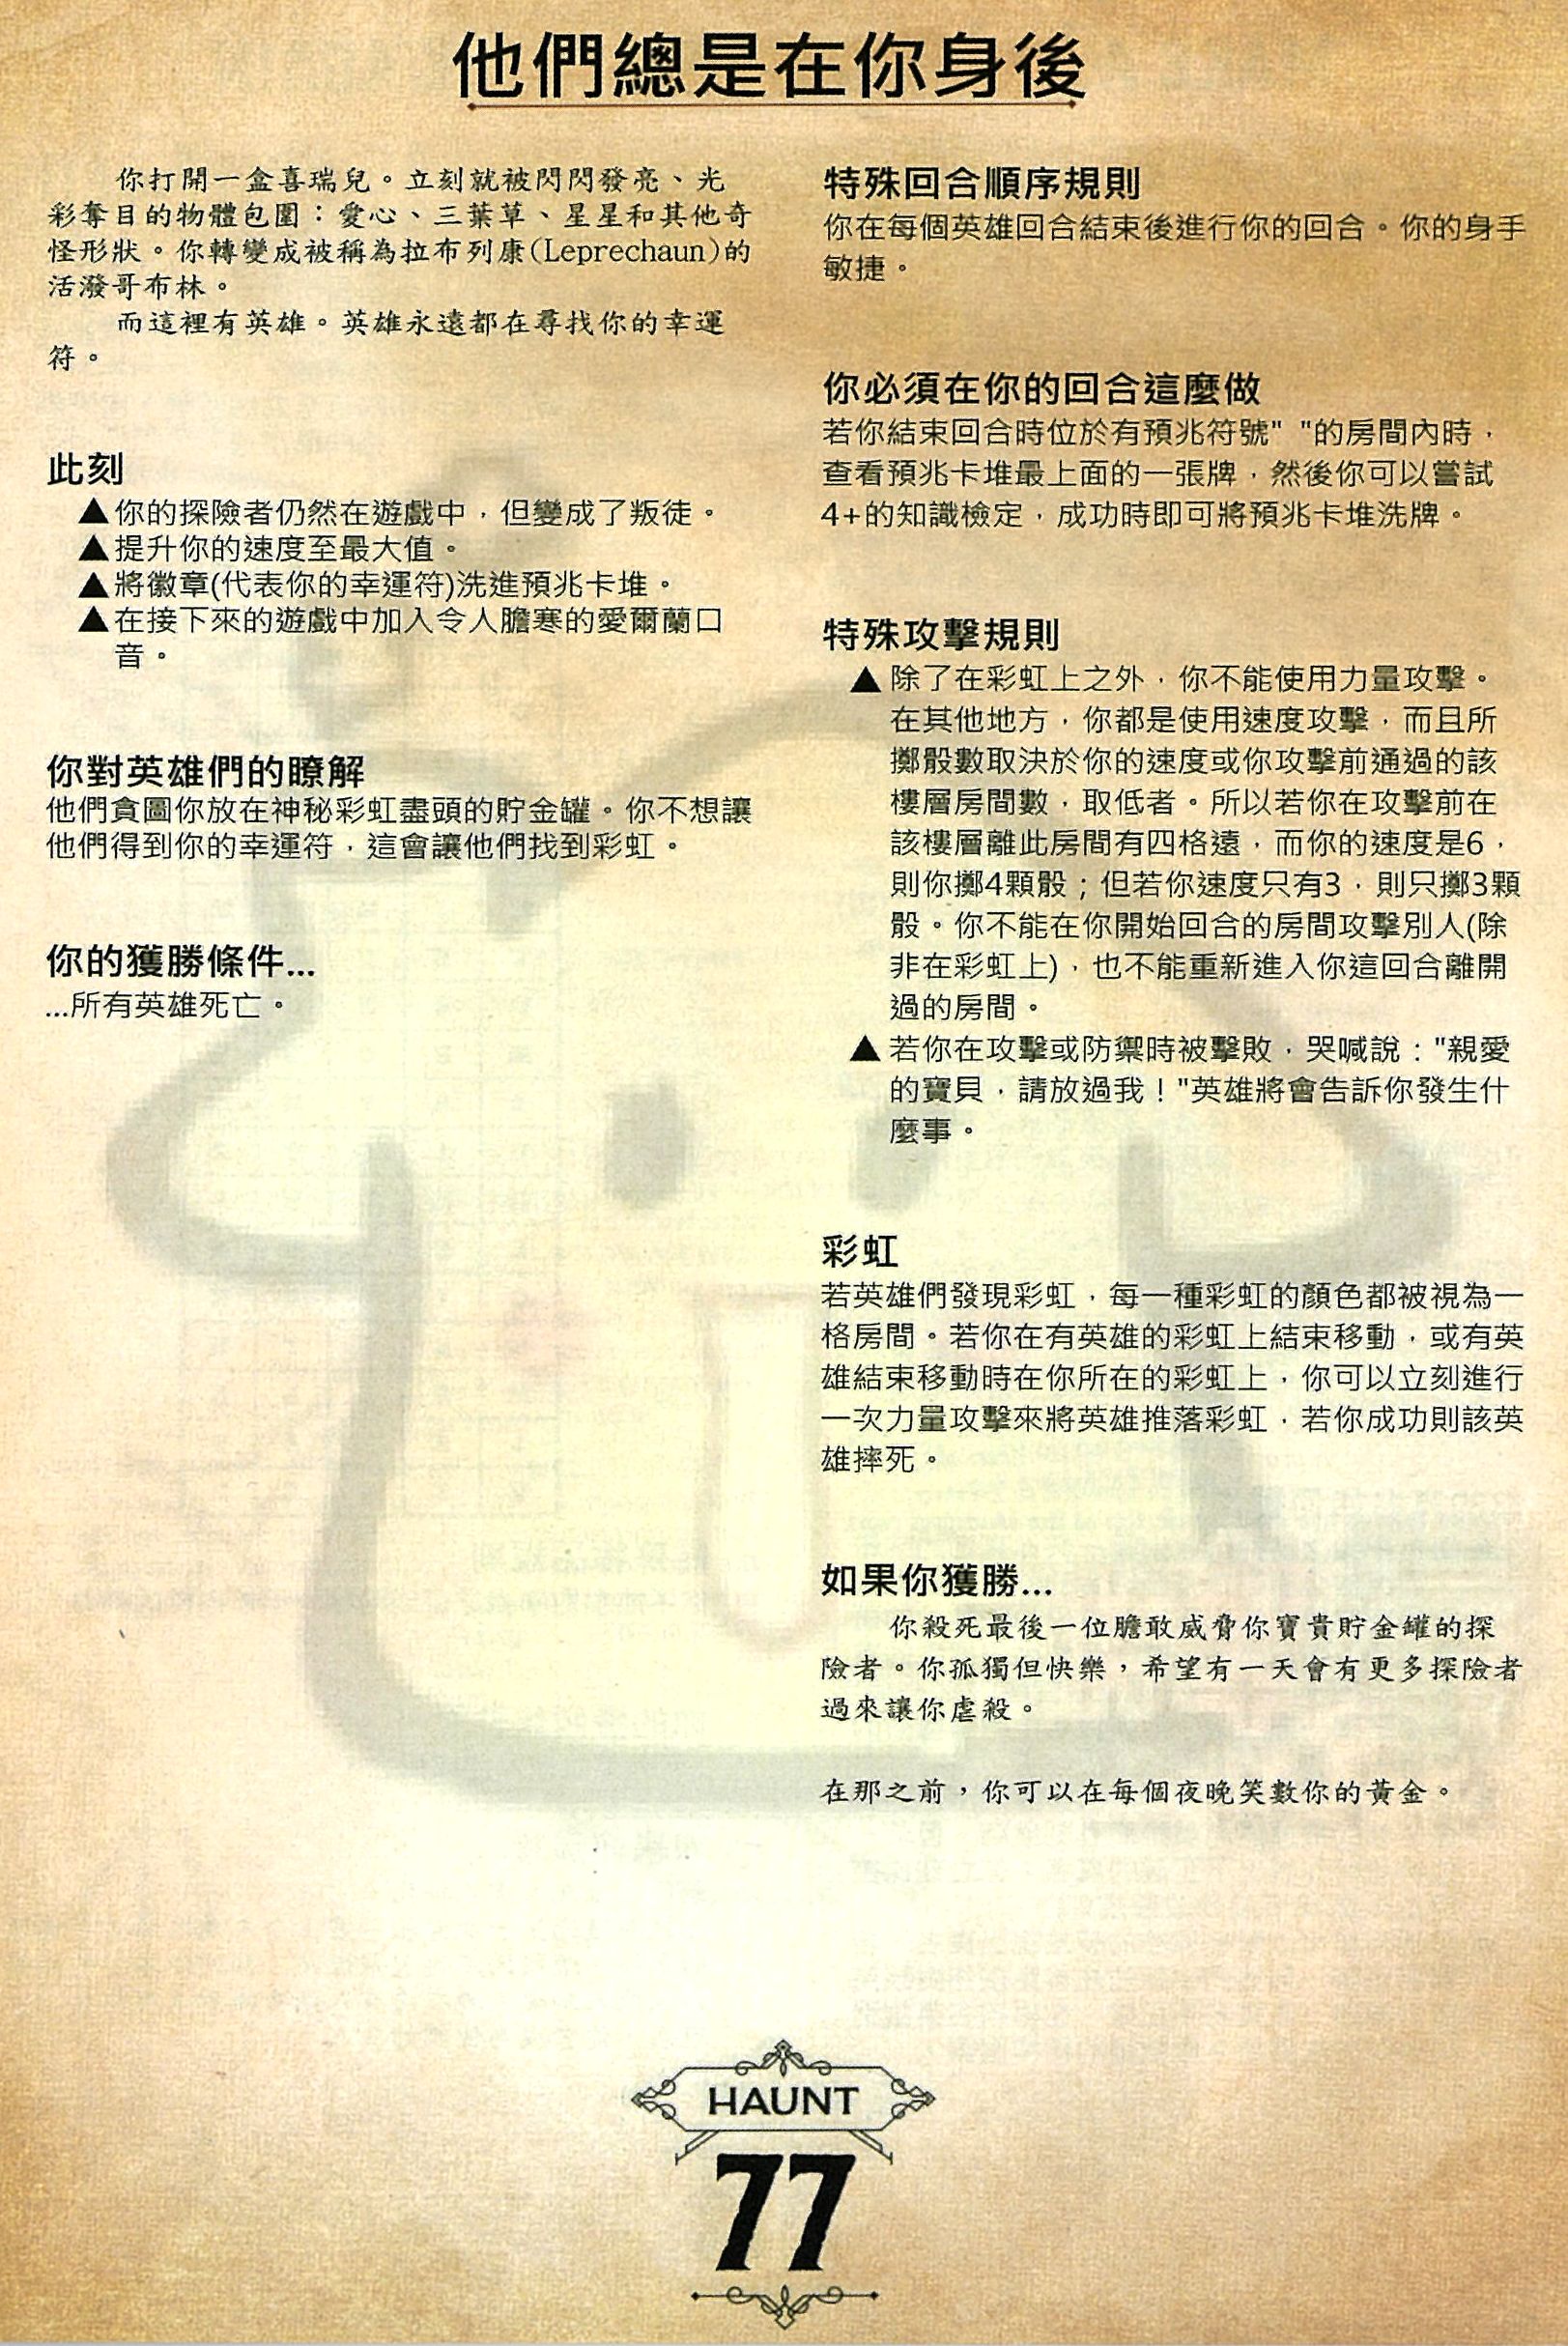 他們總是在你身後
你打開一盒喜瑞兒。立刻就被閃閃發亮、光
彩奪目的物體包圍：愛心、三葉草、星星和其他奇
怪形狀。你轉變成被稱為拉布列康(Leprechaun)的
活潑哥布林。
而這裡有英雄。英雄永遠都在尋找你的幸運
符。
此刻
▲你的探險者仍然在遊戲中，但變成了叛徒。
▲提升你的速度至最大值。
▲將徽章(代表你的幸運符)洗進預兆卡堆。
▲在接下來的遊戲中加入令人膽寒的愛爾蘭口
音。
你對英雄們的瞭解
他們貪圖你放在神秘彩虹盡頭的貯金罐。你不想讓
他們得到你的幸運符，這會讓他們找到彩虹。
你的獲勝條件...
...所有英雄死亡。
特殊回合順序規則
你在每個英雄回合結束後進行你的回合。你的身手
敏捷。
你必須在你的回合這麼做
若你結束回合時位於有預兆符號" "的房間內時，
查看預兆卡堆最上面的一張牌，然後你可以嘗試
4+的知識檢定，成功時即可將預兆卡堆洗牌。
特殊攻擊規則
▲除了在彩虹上之外，你不能使用力量攻擊。
在其他地方，你都是使用速度攻擊，而且所
擲骰數取決於你的速度或你攻擊前通過的該
樓層房間數，取低者。所以若你在攻擊前在
該樓層離此房間有四格遠，而你的速度是6，
則你擲4顆骰；但若你速度只有3，則只擲3顆
骰。你不能在你開始回合的房間攻擊別人(除
非在彩虹上)，也不能重新進入你這回合離開
過的房間。
▲若你在攻擊或防禦時被擊敗，哭喊說："親愛
的寶貝，請放過我！"英雄將會告訴你發生什
麼事。
彩虹
若英雄們發現彩虹，每一種彩虹的顏色都被視為一
格房間。若你在有英雄的彩虹上結束移動，或有英
雄結束移動時在你所在的彩虹上，你可以立刻進行
一次力量攻擊來將英雄推落彩虹，若你成功則該英
雄摔死。
如果你獲勝...
你殺死最後一位膽敢威脅你寶貴貯金罐的探
險者。你孤獨但快樂，希望有一天會有更多探險者
過來讓你虐殺。
在那之前，你可以在每個夜晚笑數你的黃金。
HAUNT
77